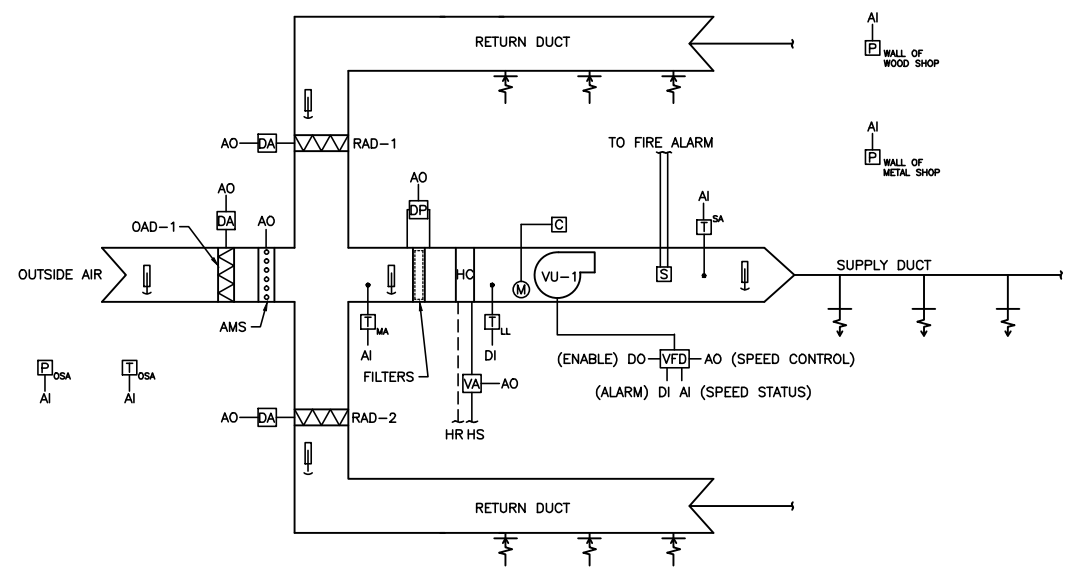 RETURN DUCT
AI
P WALL OF
WOOD SHOP
AO DA RAD-1
TO FIRE ALARM
AI
P WALL OF
METAL SHOP
AO
DA
OAD-1
AO
AO
DP
C
AI
T SA
OUTSIDE AIR
HC
M
VU-1
S
SUPPLY DUCT
AMS
T MA
AI
FILTERS
T LL
DI
(ENABLE) DO VFD AO (SPEED CONTROL)
(ALARM) DI AI (SPEED STATUS)
P OSA
AI
T OSA
AI
VA AO
AO DA RAD-2
HR HS
RETURN DUCT